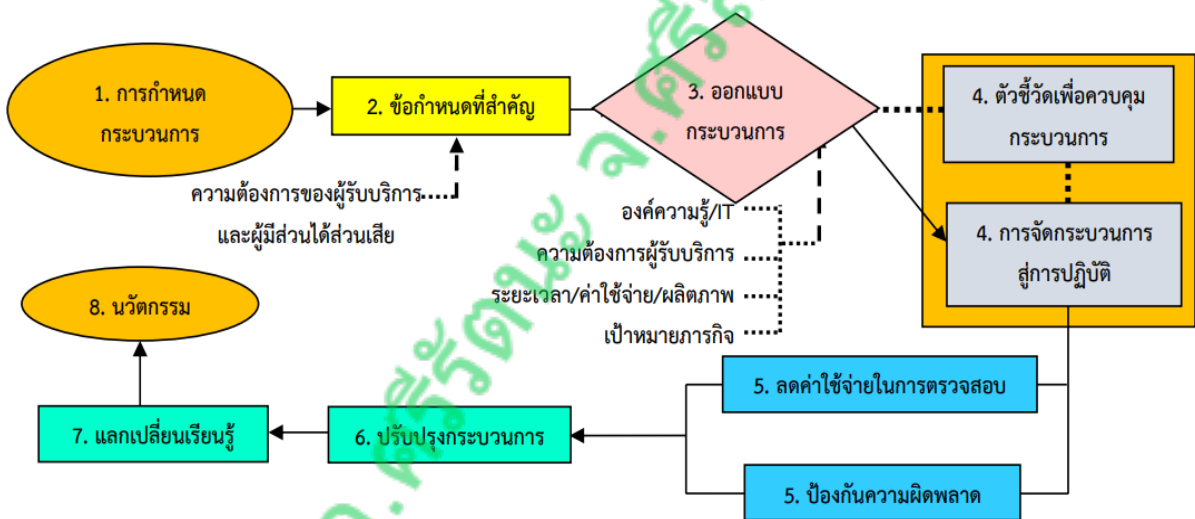 1. การกำหนด
กระบวนการ
2. ข้อกำหนดที่สำคัญ
3. ออกแบบ
กระบวนการ
4. ตัวชี้วัดเพื่อควบคุม
กระบวนการ
ความต้องการของผู้รับบริการ
และผู้มีส่วนได้ส่วนเสีย
องค์ความรู้/IT
ความต้องการผู้รับบริการ
ระยะเวลา/ค่าใช้จ่าย/ผลิตภาพ
เป้าหมายภารกิจ
4. การจัดกระบวนการ
สู่การปฏิบัติ
5. ลดค่าใช้จ่ายในการตรวจสอบ
5. ป้องกันความผิดพลาด
6. ปรับปรุงกระบวนการ
7. แลกเปลี่ยนเรียนรู้
8. นวัตกรรม
อ.ศรีรัตนะ จ.ศรี